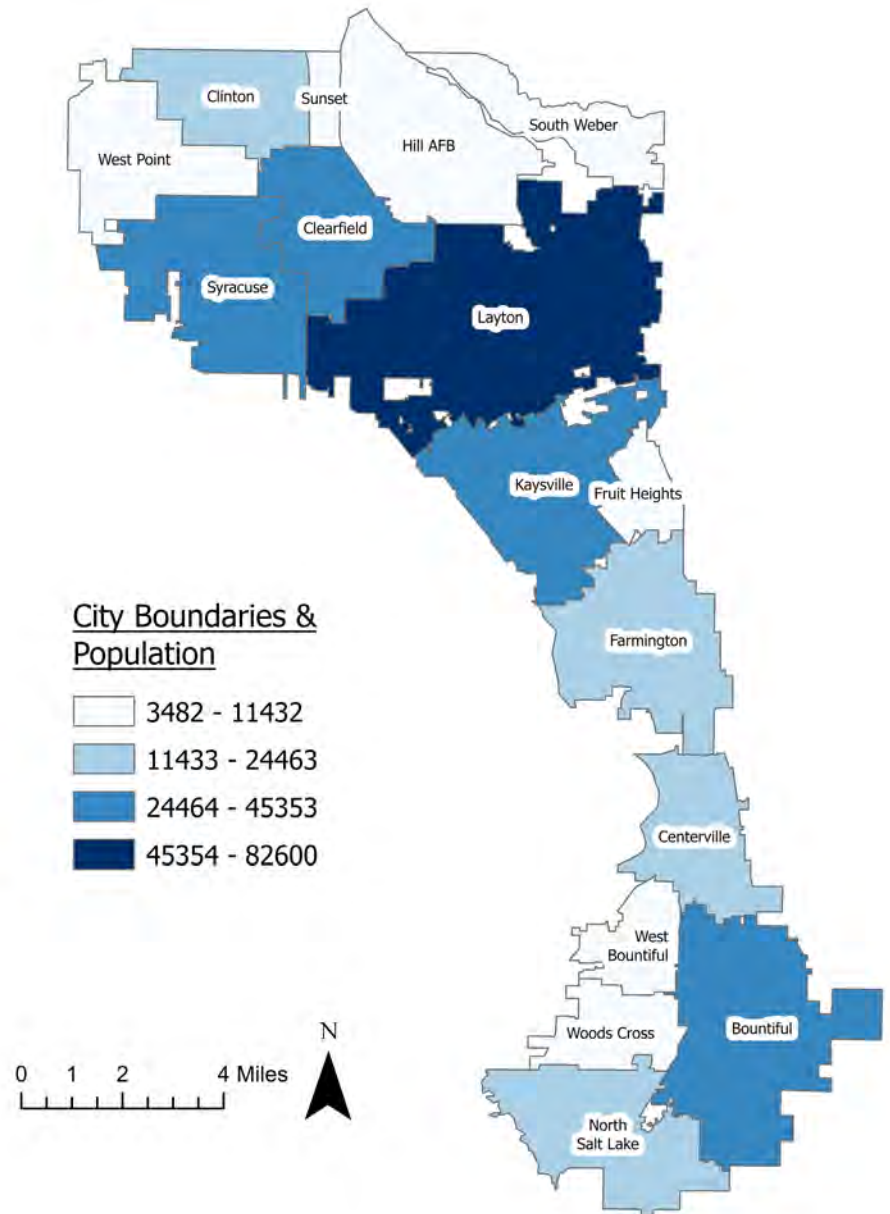 Clinton
Sunset
South Weber
Hill AFB
West Point
Clearfield
Syracuse
Layton
Kaysville
Fruit Heights
City Boundaries &
Population
3482 - 11432
11433 - 24463
24464 - 45353
45354 - 82600
Farmington
Centerville
West
Bountiful
Woods Cross
Bountiful
North
Salt Lake
N
0 1 2 4 Miles